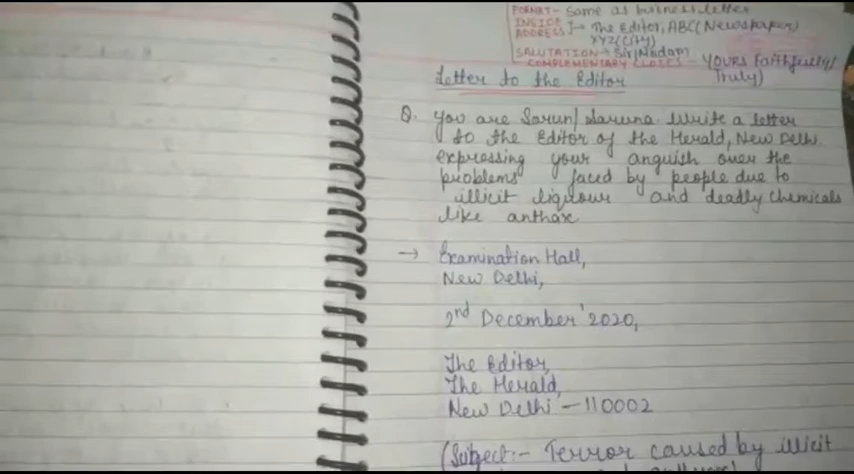 FORMAT- Same as business letter
INSIDE ADDRESS }→ The Editor, ABC(Newspaper)
XYZ(City)
SALUTATION→ Sir/Madam
COMPLEMENTARY CLOSES - YOURS Faithfully/
Truly)
Letter to the Editor
Q. You are Sarun/Saruna. Write a letter
to the Editor of the Herald, New Delhi
expressing your anguish over the
problems faced by people due to
illicit liquour and deadly chemicals
like anthax
→ Examination Hall,
New Delhi,
2nd December' 2020,
The Editor,
The Herald,
New Delhi - 110002
(Subject:- Terror caused by illicit